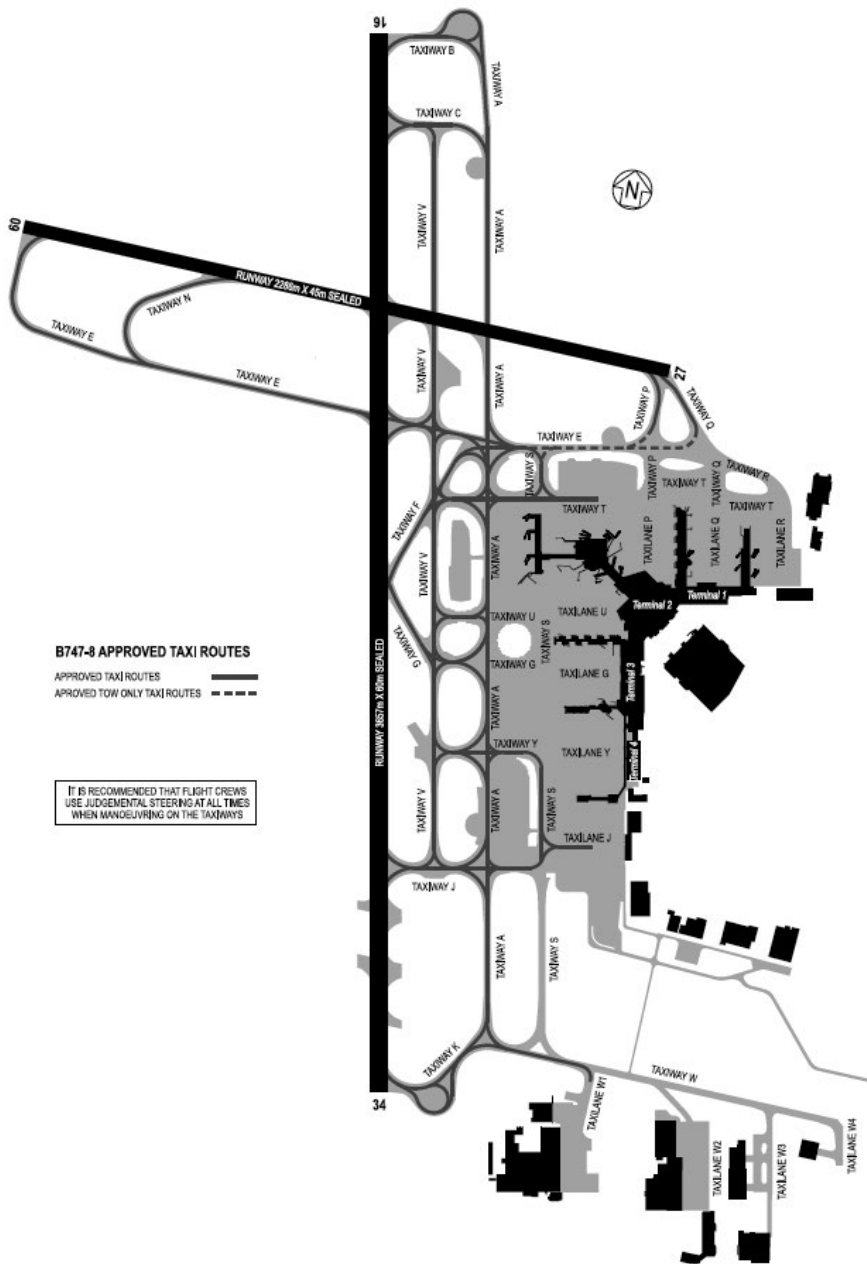 16
TAXIWAY B
TAXIWAY A
TAXIWAY C
N
TAXIWAY V
TAXIWAY A
09
RUNWAY 2286m X 45m SEALED
TAXIWAY N
TAXIWAY E
TAXIWAY E
TAXIWAY V
TAXIWAY A
27
TAXIWAY P
TAXIWAY Q
TAXIWAY E
TAXIWAY S
TAXIWAY P
TAXIWAY T
TAXIWAY Q
TAXIWAY R
TAXIWAY F
TAXIWAY T
TAXIWAY T
TAXIWAY V
TAXIWAY A
TAXILANE P
TAXILANE Q
TAXILANE R
Terminal 2
Terminal 1
TAXIWAY U
TAXILANE U
TAXIWAY S
TAXIWAY G
TAXIWAY G
TAXILANE G
Terminal 3
B747-8 APPROVED TAXI ROUTES
APPROVED TAXI ROUTES
APROVED TOW ONLY TAXI ROUTES
RUNWAY 3657m X 60m SEALED
TAXIWAY A
TAXIWAY Y
TAXILANE Y
Terminal 4
IT IS RECOMMENDED THAT FLIGHT CREWS
USE JUDGEMENTAL STEERING AT ALL TIMES
WHEN MANOEUVRING ON THE TAXIWAYS
TAXIWAY V
TAXIWAY A
TAXIWAY S
TAXILANE J
TAXIWAY J
TAXIWAY A
TAXIWAY S
TAXIWAY K
34
TAXIWAY W
TAXILANE W1
TAXILANE W2
TAXILANE W3
TAXILANE W4